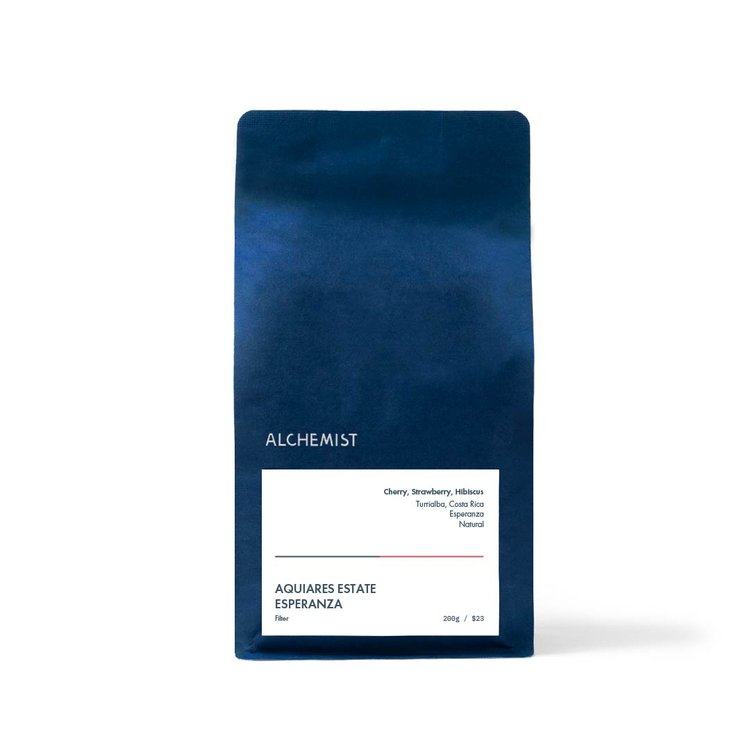 ALCHEMIST
Cherry, Strawberry, Hibiscus
Turrialba, Costa Rica
Esperanza
Natural
AQUIARES ESTATE
ESPERANZA
Filter
200g / $23